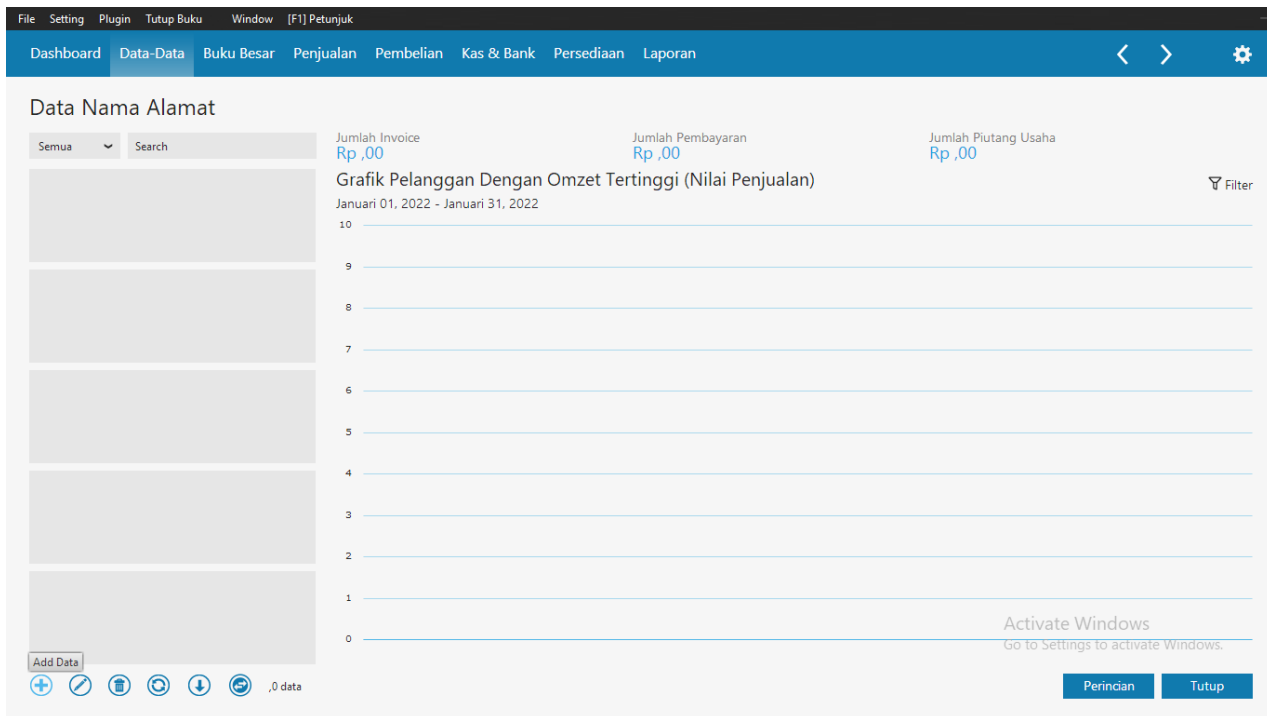 File Setting Plugin Tutup Buku Window [F1] Petunjuk
Dashboard Data-Data Buku Besar Penjualan Pembelian Kas & Bank Persediaan Laporan
Data Nama Alamat
Semua Search
Jumlah Invoice Jumlah Pembayaran Jumlah Piutang Usaha
Rp ,00 Rp ,00 Rp ,00
Grafik Pelanggan Dengan Omzet Tertinggi (Nilai Penjualan)
Filter
Januari 01, 2022 - Januari 31, 2022
10
9
8
7
6
5
4
3
2
1
0
Activate Windows
Go to Settings to activate Windows.
Add Data
,0 data
Perincian Tutup